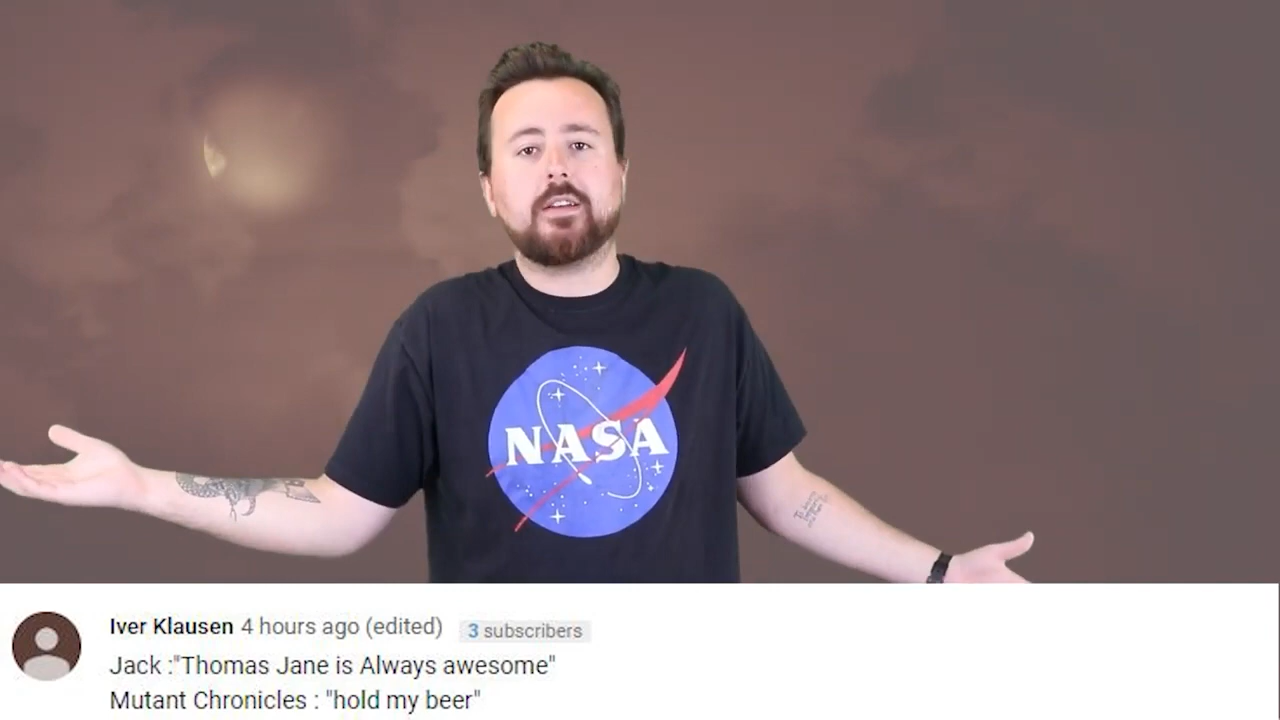 NASA
Iver Klausen 4 hours ago (edited) 3 subscribers
Jack :"Thomas Jane is Always awesome"
Mutant Chronicles : "hold my beer"